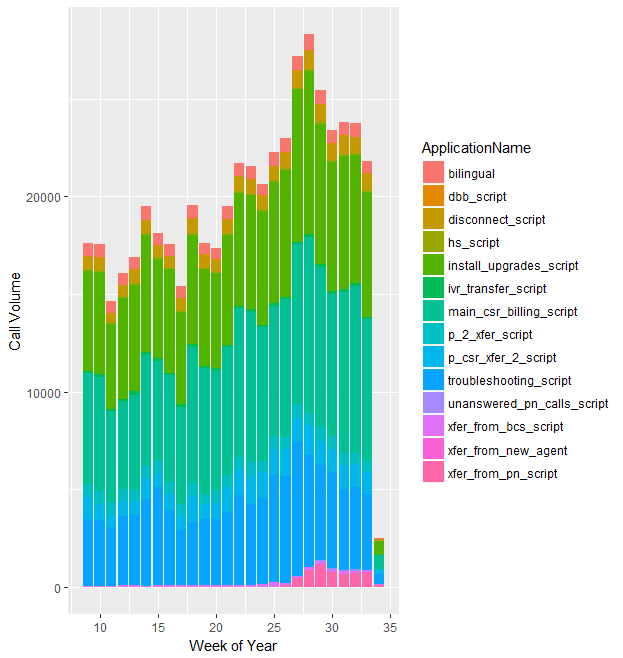 Call Volume
20000
10000
0
10
15
20
25
30
35
Week of Year
ApplicationName
bilingual
dbb_script
disconnect_script
hs_script
install_upgrades_script
ivr_transfer_script
main_csr_billing_script
p_2_xfer_script
p_csr_xfer_2_script
troubleshooting_script
unanswered_pn_calls_script
xfer_from_bcs_script
xfer_from_new_agent
xfer_from_pn_script